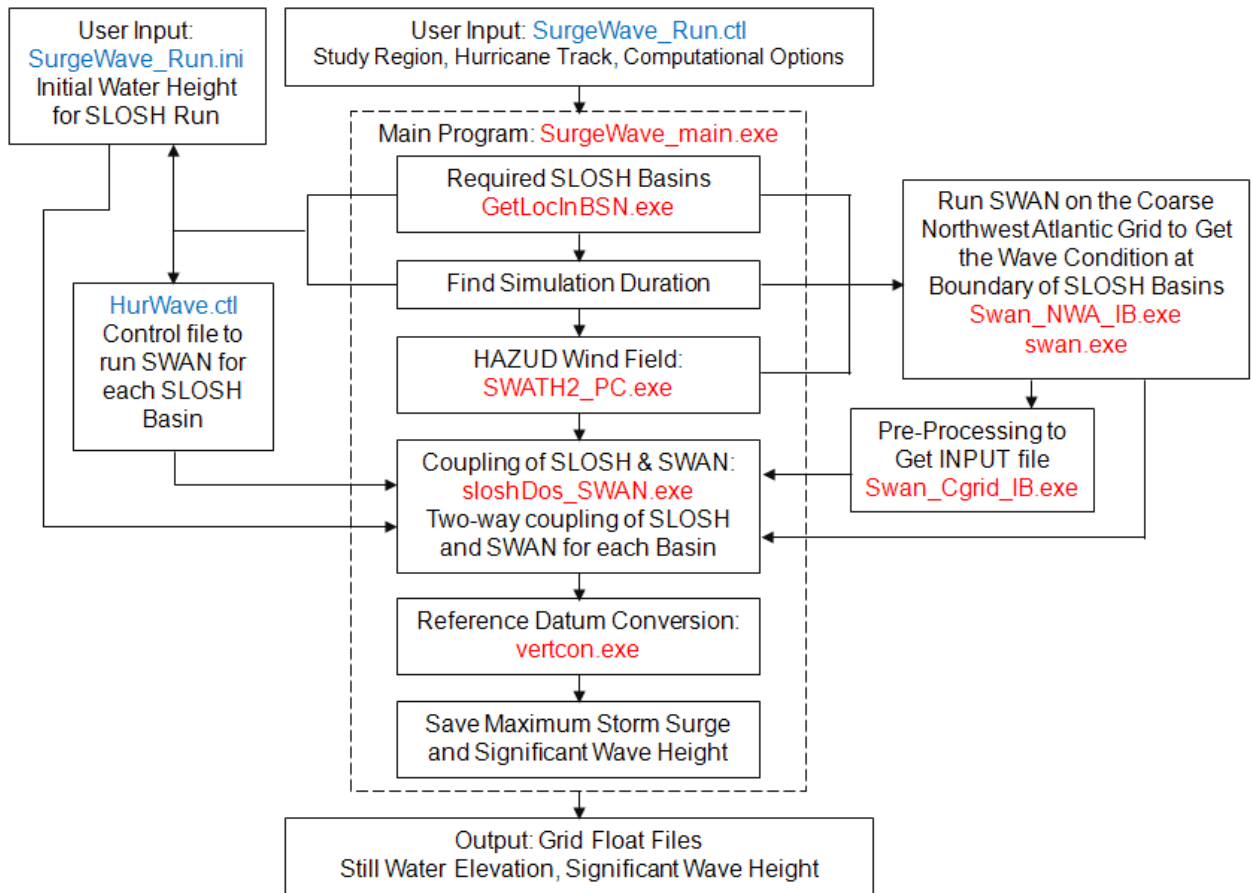 User Input:
SurgeWave_Run.ini
Initial Water Height
for SLOSH Run
User Input: SurgeWave_Run.ctl
Study Region, Hurricane Track, Computational Options
Main Program: SurgeWave_main.exe
Required SLOSH Basins
GetLocInBSN.exe
Find Simulation Duration
HAZUD Wind Field:
SWATH2_PC.exe
HurWave.ctl
Control file to
run SWAN for
each SLOSH
Basin
Run SWAN on the Coarse
Northwest Atlantic Grid to Get
the Wave Condition at
Boundary of SLOSH Basins
Swan_NWA_IB.exe
swan.exe
Pre-Processing to
Get INPUT file
Swan_Cgrid_IB.exe
Coupling of SLOSH & SWAN:
sloshDos_SWAN.exe
Two-way coupling of SLOSH
and SWAN for each Basin
Reference Datum Conversion:
vertcon.exe
Save Maximum Storm Surge
and Significant Wave Height
Output: Grid Float Files
Still Water Elevation, Significant Wave Height